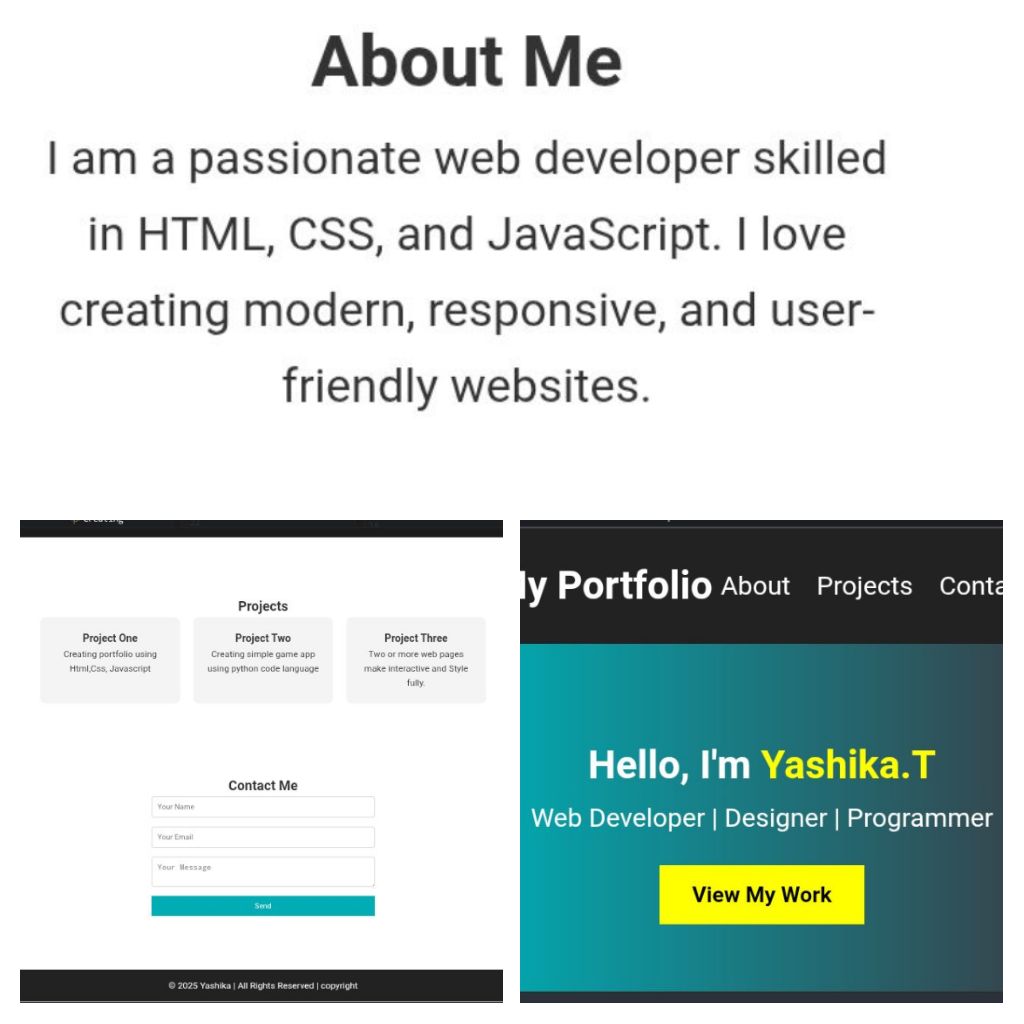 About Me
I am a passionate web developer skilled
in HTML, CSS, and JavaScript. I love
creating modern, responsive, and user-
friendly websites.
Projects
Project One
Creating portfolio using
Html,Css, Javascript
Project Two
Creating simple game app
using python code language
Project Three
Two or more web pages
make interactive and Style
fully.
Contact Me
Your Name
Your Email
Your Message
Send
© 2025 Yashika | All Rights Reserved | copyright
y Portfolio About Projects Conta
Hello, I'm Yashika.T
Web Developer | Designer | Programmer
View My Work